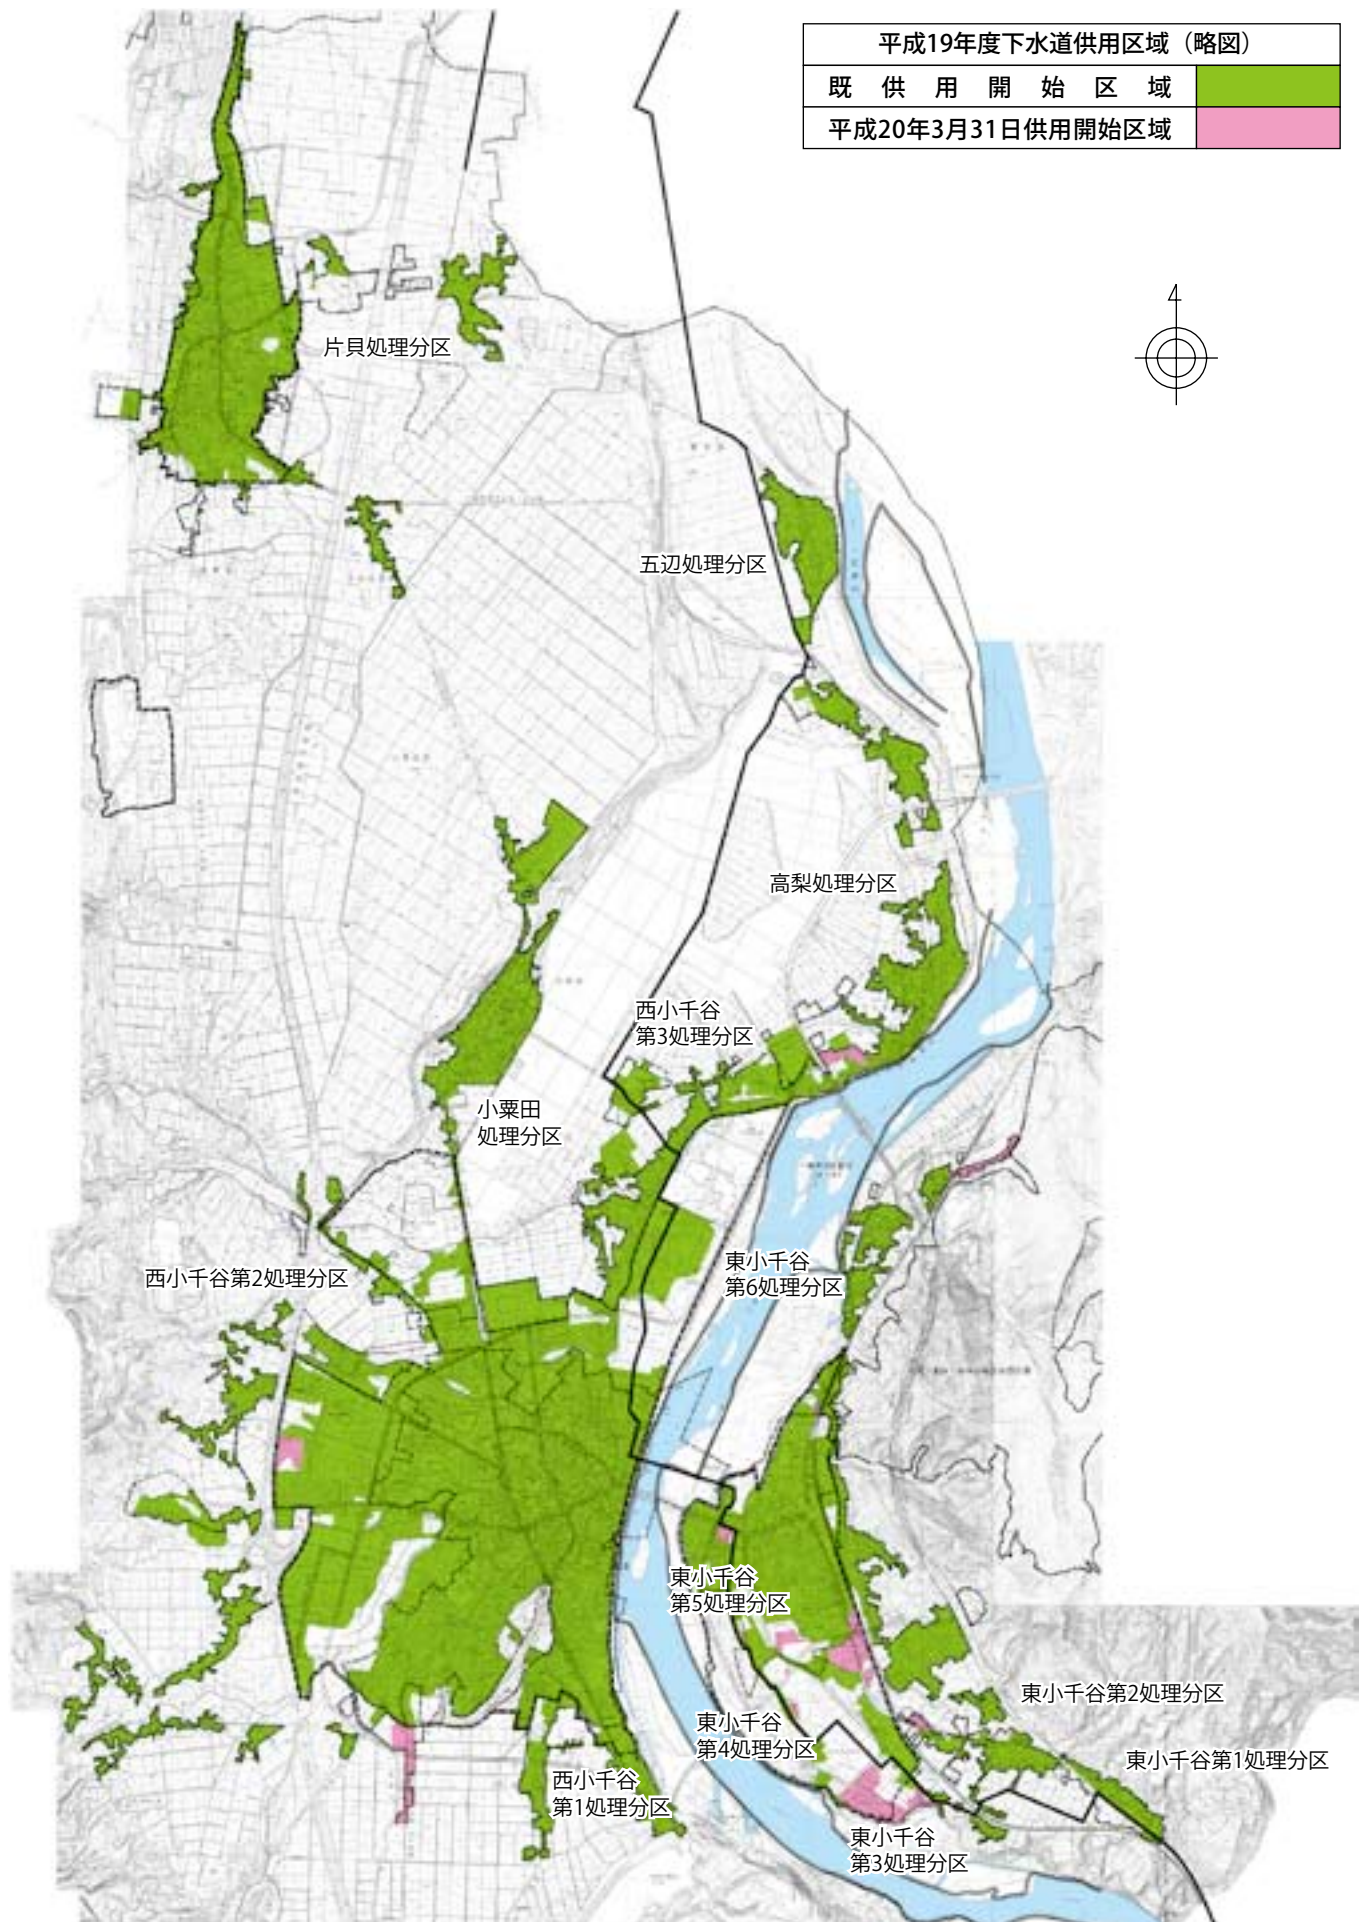 平成19年度下水道供用区域（略図）
既供用開始区域
平成20年3月31日供用開始区域
片貝処理分区
五辺処理分区
高梨処理分区
西小千谷
第3処理分区
小粟田
処理分区
東小千谷
第6処理分区
西小千谷第2処理分区
東小千谷
第5処理分区
東小千谷第2処理分区
東小千谷
第4処理分区
東小千谷第1処理分区
西小千谷
第1処理分区
東小千谷
第3処理分区